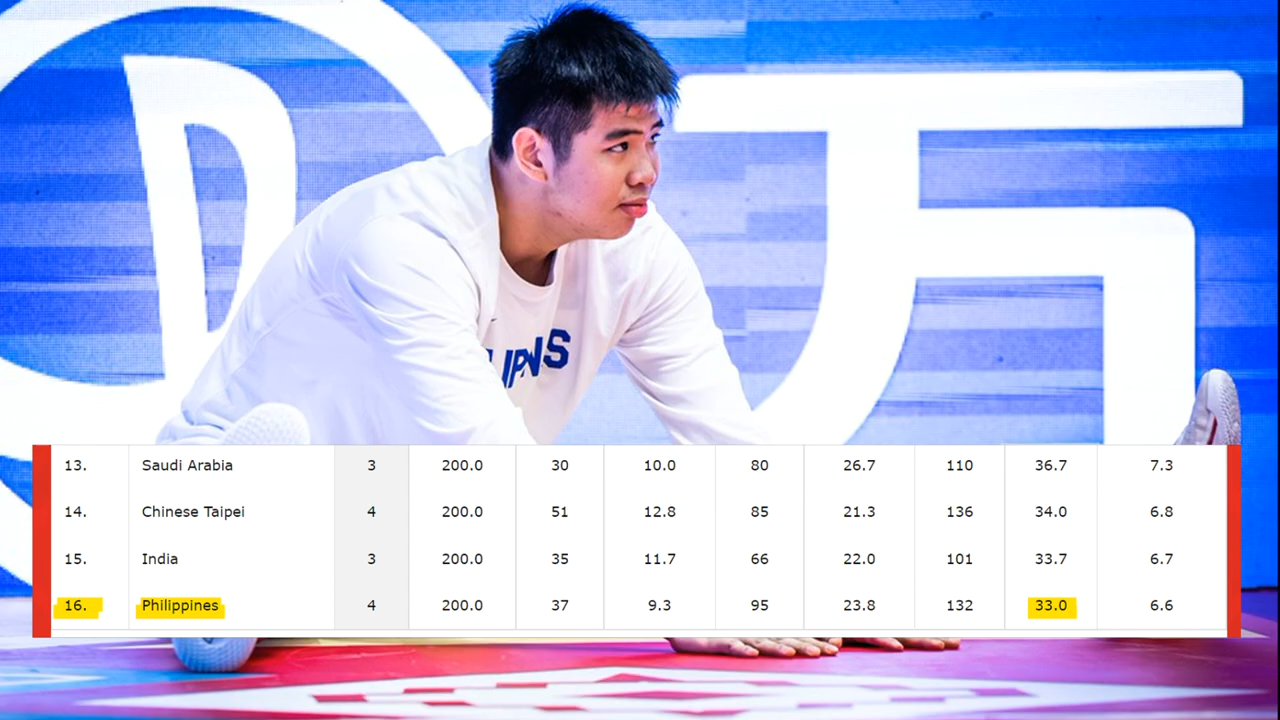 万
13. Saudi Arabia 3 200.0 30 10.0 80 26.7 110 36.7 7.3
14. Chinese Taipei 4 200.0 51 12.8 85 21.3 136 34.0 6.8
15. India 3 200.0 35 11.7 66 22.0 101 33.7 6.7
16. Philippines 4 200.0 37 9.3 95 23.8 132 33.0 6.6